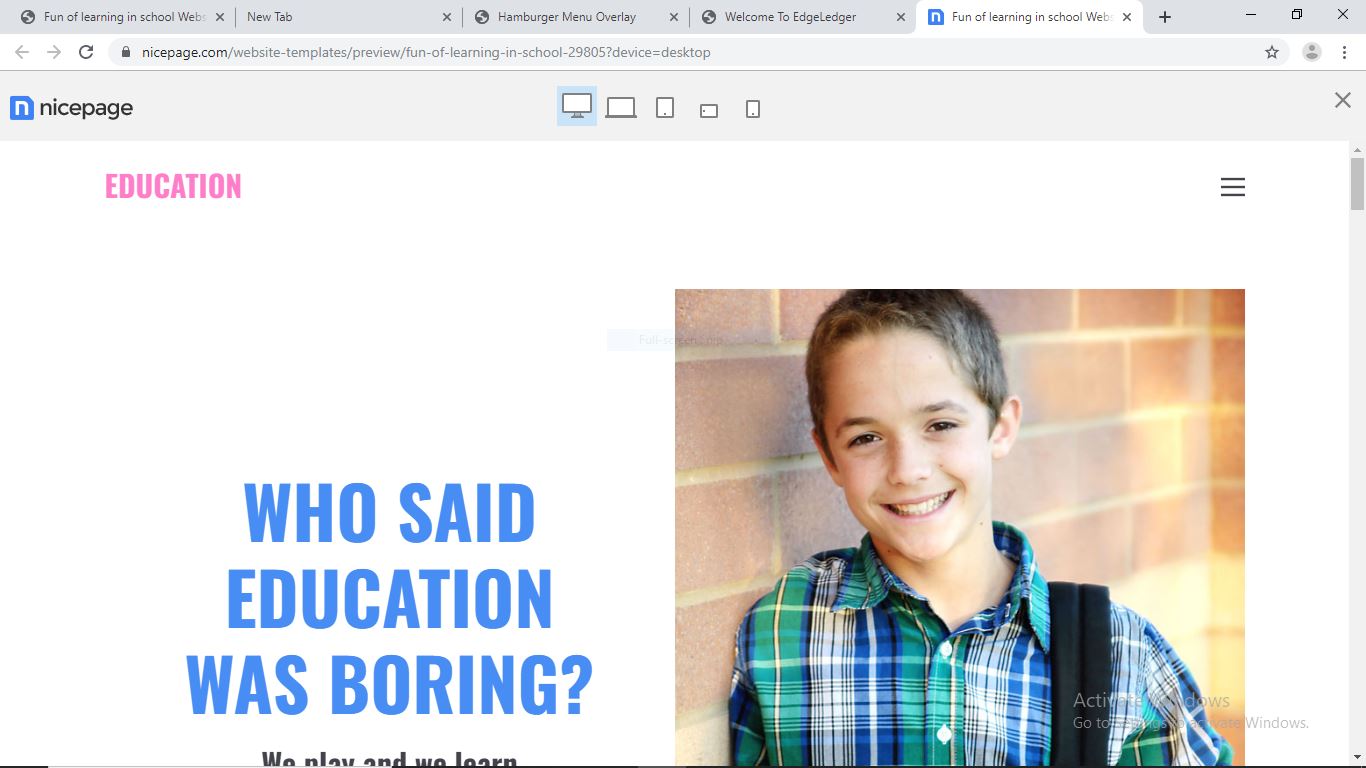 Fun of learning in school Webs
New Tab
Hamburger Menu Overlay
Welcome To EdgeLedger
Fun of learning in school Webs
nicepage.com/website-templates/preview/fun-of-learning-in-school-29805?device=desktop
n nicepage
EDUCATION
Full-screen Snip
WHO SAID
EDUCATION
WAS BORING?
We play and we learn
Activate Windows
Go to Settings to activate Windows.